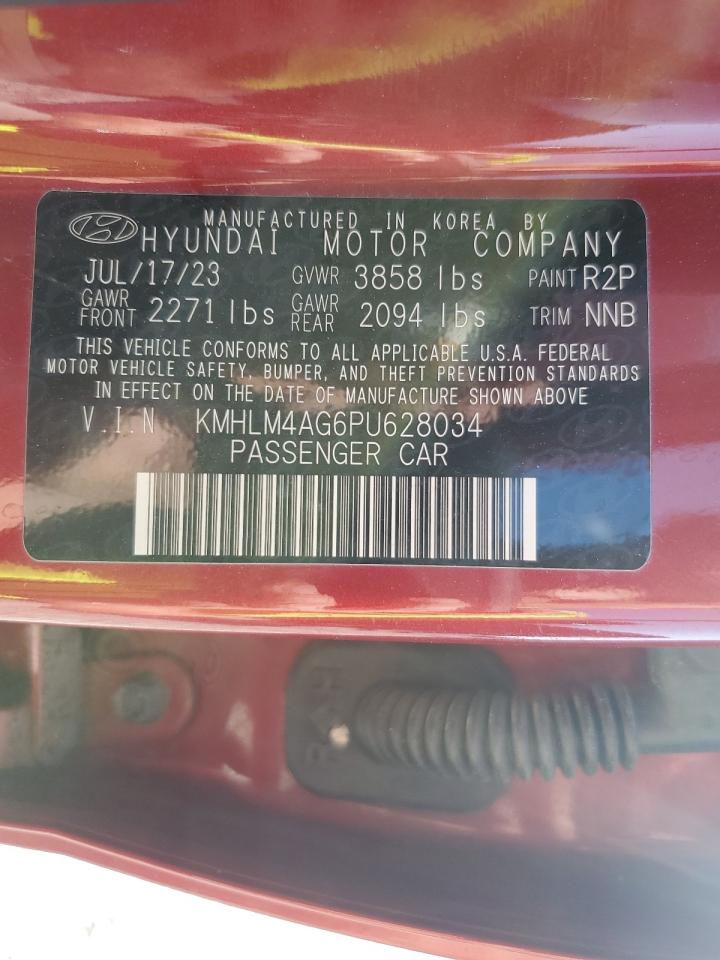 MANUFACTURED IN KOREA BY
HYUNDAI MOTOR COMPANY
JUL/17/23 GVWR 3858 lbs PAINT R2P
GAWR FRONT 2271 lbs GAWR REAR 2094 lbs TRIM NNB
THIS VEHICLE CONFORMS TO ALL APPLICABLE U.S.A. FEDERAL
MOTOR VEHICLE SAFETY, BUMPER, AND THEFT PREVENTION STANDARDS
IN EFFECT ON THE DATE OF MANUFACTURE SHOWN ABOVE
V.I.N KMHLM4AG6PU628034
PASSENGER CAR